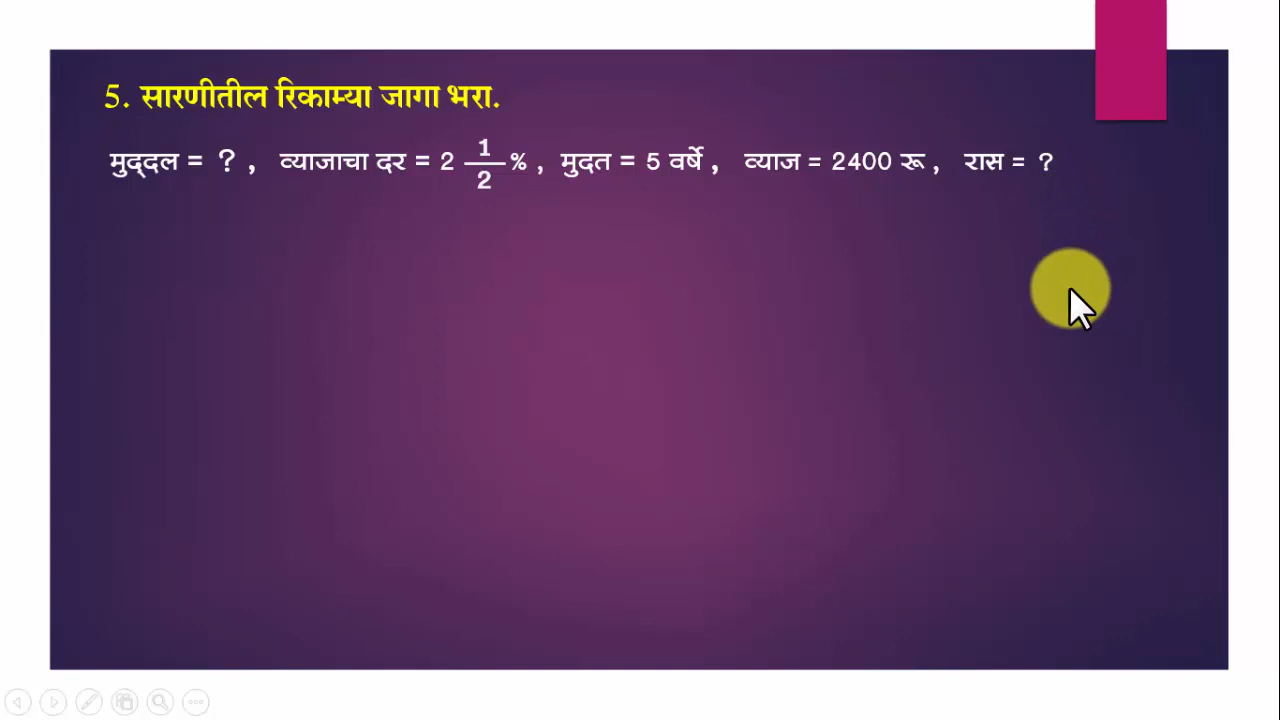 5. सारणीतील रिकाम्या जागा भरा.
मुद्‌दल = ? , व्याजाचा दर = 2 1/2 % , मुदत = 5 वर्षे , व्याज = 2400 रू , रास = ?